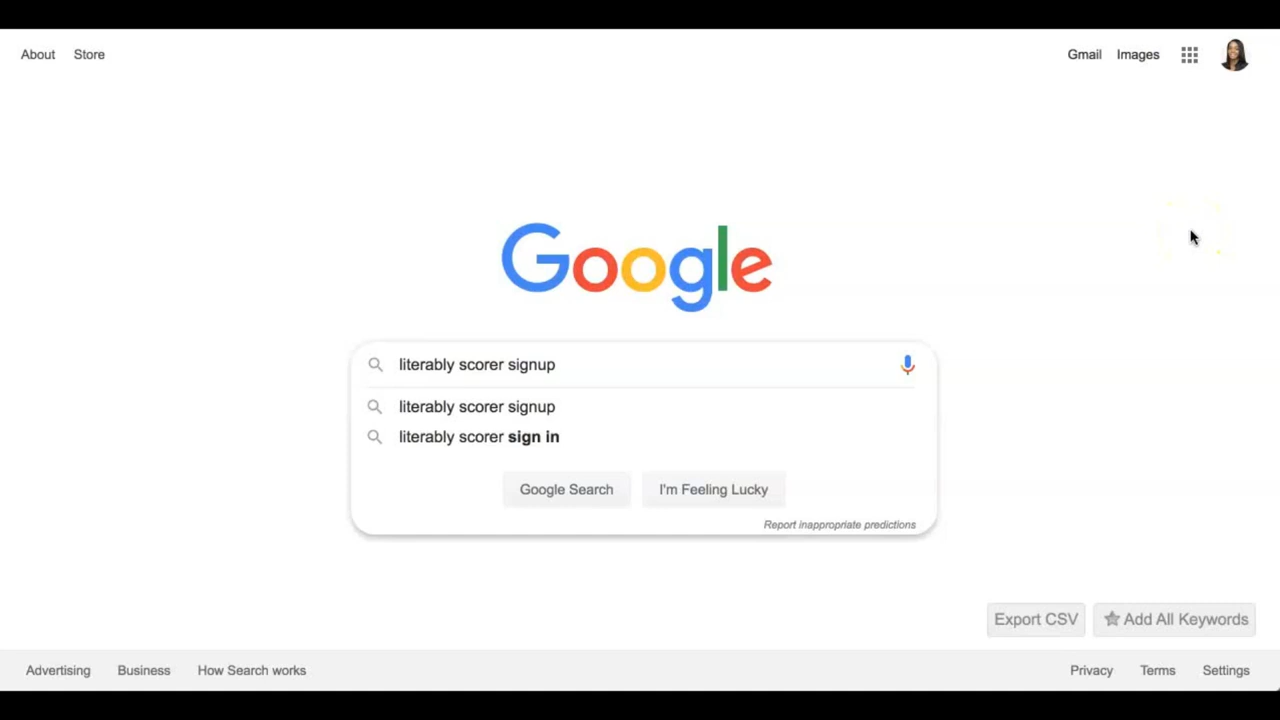 About Store Gmail Images
Google
literably scorer signup
literably scorer signup
literably scorer sign in
Google Search I'm Feeling Lucky
Report inappropriate predictions
Export CSV Add All Keywords
Advertising Business How Search works Privacy Terms Settings